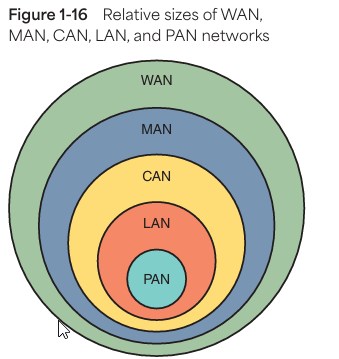 Figure 1-16 Relative sizes of WAN,
MAN, CAN, LAN, and PAN networks
WAN
MAN
CAN
LAN
PAN